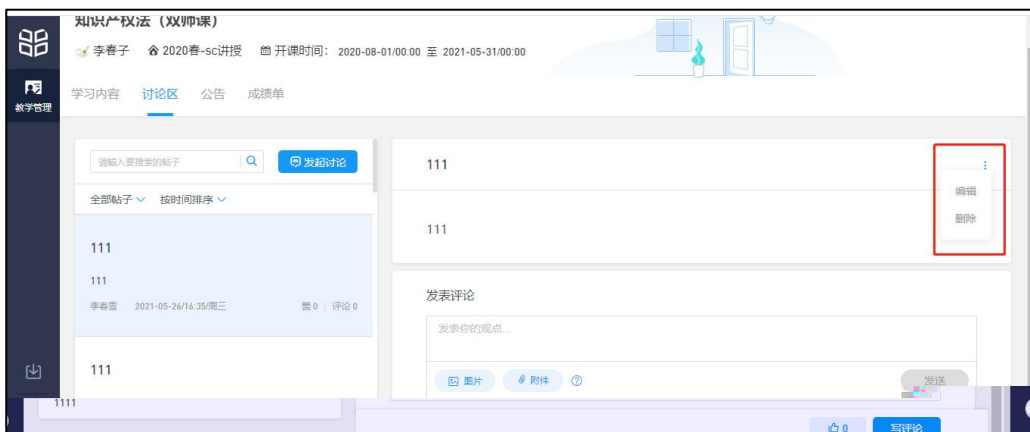 知识产权法（双师课）
李春子 2020春-sc讲授 开课时间： 2020-08-01/00:00 至 2021-05-31/00:00
教学管理
学习内容 讨论区 公告 成绩单
请输入要搜索的帖子 发起讨论
全部帖子 按时间排序
111
111
李春雪 2021-05-26/16:35/周三 赞 0 评论 0
111
1111
111
编辑
删除
111
发表评论
发表你的观点...
图片 附件
发送
0 写评论